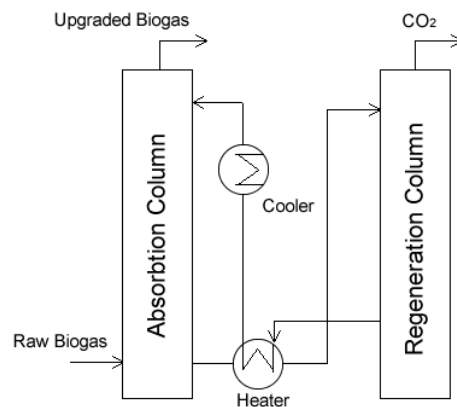 Upgraded Biogas
CO₂
Absorbtion Column
Regeneration Column
Cooler
Raw Biogas
Heater